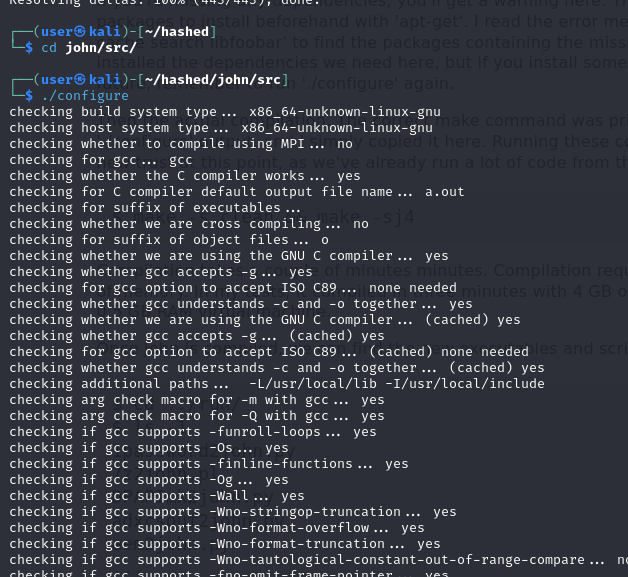 Resolving deltas: 100% (443/443), done.
┌──(user㉿kali)-[~/hashed]
└─$ cd john/src/
┌──(user㉿kali)-[~/hashed/john/src]
└─$ ./configure
checking build system type... x86_64-unknown-linux-gnu
checking host system type... x86_64-unknown-linux-gnu
checking whether to compile using MPI... no
checking for gcc... gcc
checking whether the C compiler works... yes
checking for C compiler default output file name... a.out
checking for suffix of executables...
checking whether we are cross compiling... no
checking for suffix of object files... o
checking whether we are using the GNU C compiler... yes
checking whether gcc accepts -g... yes
checking for gcc option to accept ISO C89... none needed
checking whether gcc understands -c and -o together... yes
checking whether we are using the GNU C compiler... (cached) yes
checking whether gcc accepts -g... (cached) yes
checking for gcc option to accept ISO C89... (cached) none needed
checking whether gcc understands -c and -o together... (cached) yes
checking additional paths... -L/usr/local/lib -I/usr/local/include
checking arg check macro for -m with gcc... yes
checking arg check macro for -Q with gcc... yes
checking if gcc supports -funroll-loops... yes
checking if gcc supports -Os... yes
checking if gcc supports -finline-functions... yes
checking if gcc supports -Og... yes
checking if gcc supports -Wall... yes
checking if gcc supports -Wno-stringop-truncation... yes
checking if gcc supports -Wno-format-overflow... yes
checking if gcc supports -Wno-format-truncation... yes
checking if gcc supports -Wno-tautological-constant-out-of-range-compare... no
checking if gcc supports -fno-omit-frame-pointer... yes